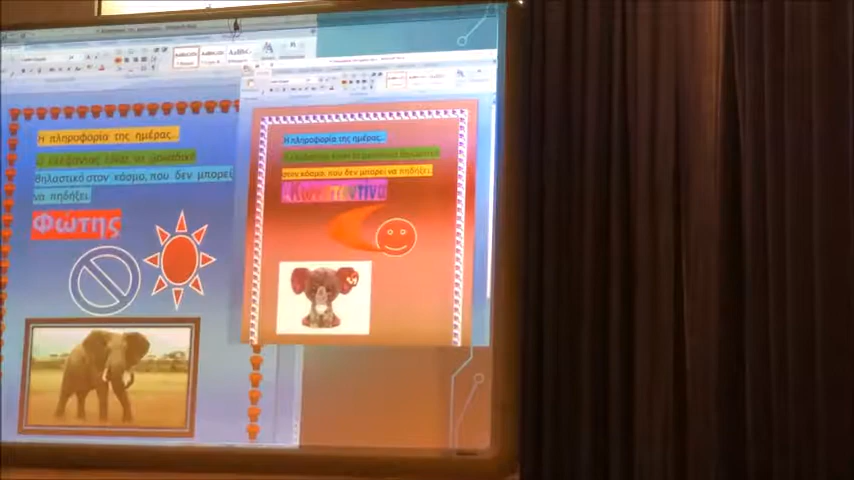 Η πληροφορία της ημέρας...
Ο ελέφαντας είναι το μοναδικό
θηλαστικό στον κόσμο, που δεν μπορεί
να πηδήξει.
Φώτης
Η πληροφορία της ημέρας...
Ο ελέφαντας είναι το μοναδικό θηλαστικό
στον κόσμο, που δεν μπορεί να πηδήξει.
Κωνσταντίνα